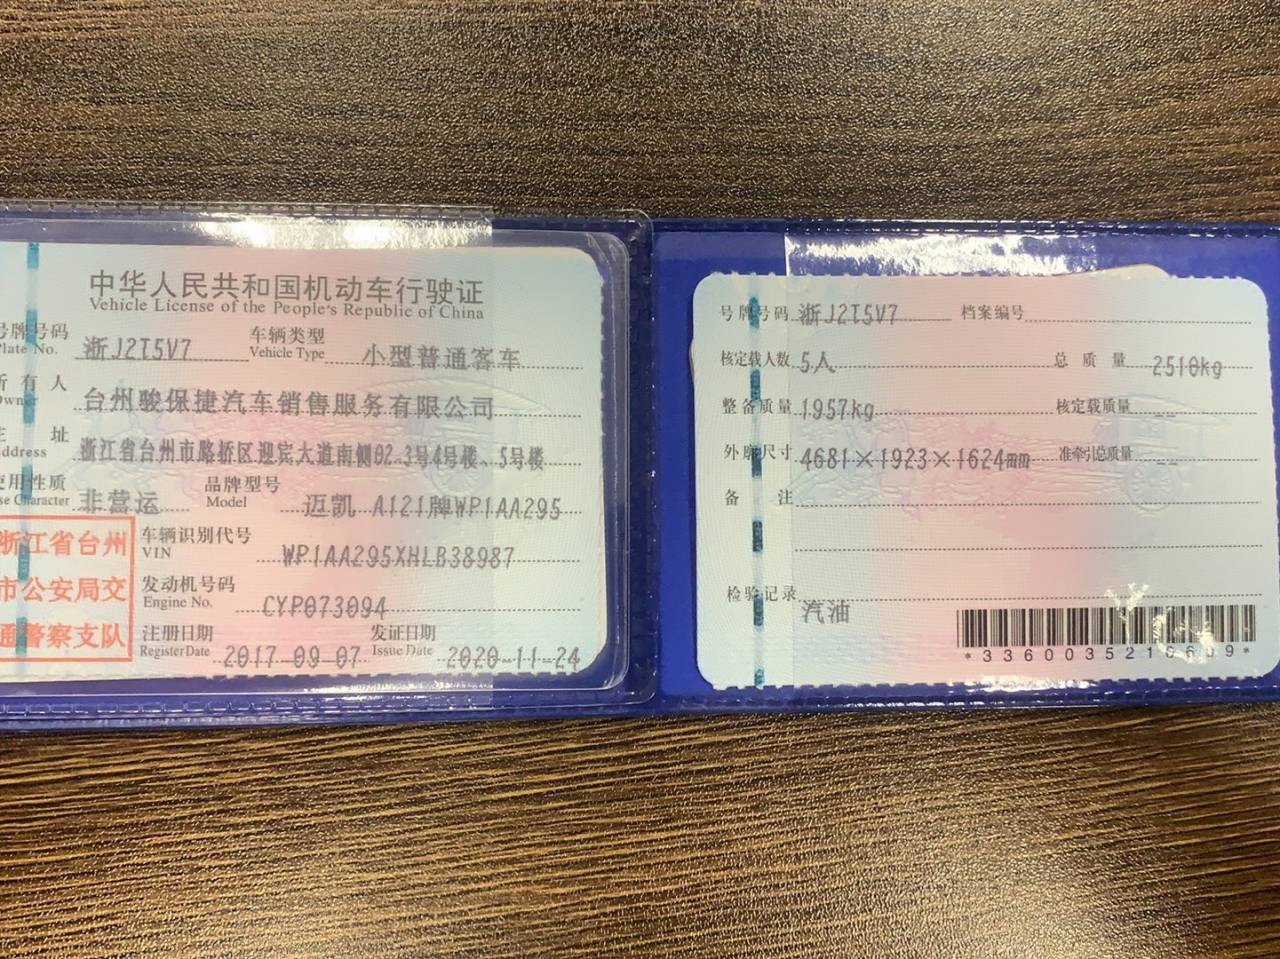 中华人民共和国机动车行驶证
Vehicle License of the People's Republic of China
号牌号码 浙J2T5V7 车辆类型 小型普通客车
Plate No. Vehicle Type
所有人 台州骏保捷汽车销售服务有限公司
Owner
住 址 浙江省台州市路桥区迎宾大道南侧02.3号4号楼、5号楼
Address
使用性质 非营运 品牌型号 迈凯 A121牌WP1AA295
Use Character Model
浙江省台州
市公安局交
通警察支队
车辆识别代号 WP1AA295XHLB38987
VIN
发动机号码 CYP073094
Engine No.
注册日期 2017-09-07 发证日期 2020-11-24
Register Date Issue Date
号牌号码 浙J2T5V7 档案编号
核定载人数 5人 总质量 2510kg
整备质量 1957kg 核定载质量 --
外廓尺寸 4681×1923×1624mm 准牵引总质量 --
备 注
检验记录 汽油
*3360035210609*